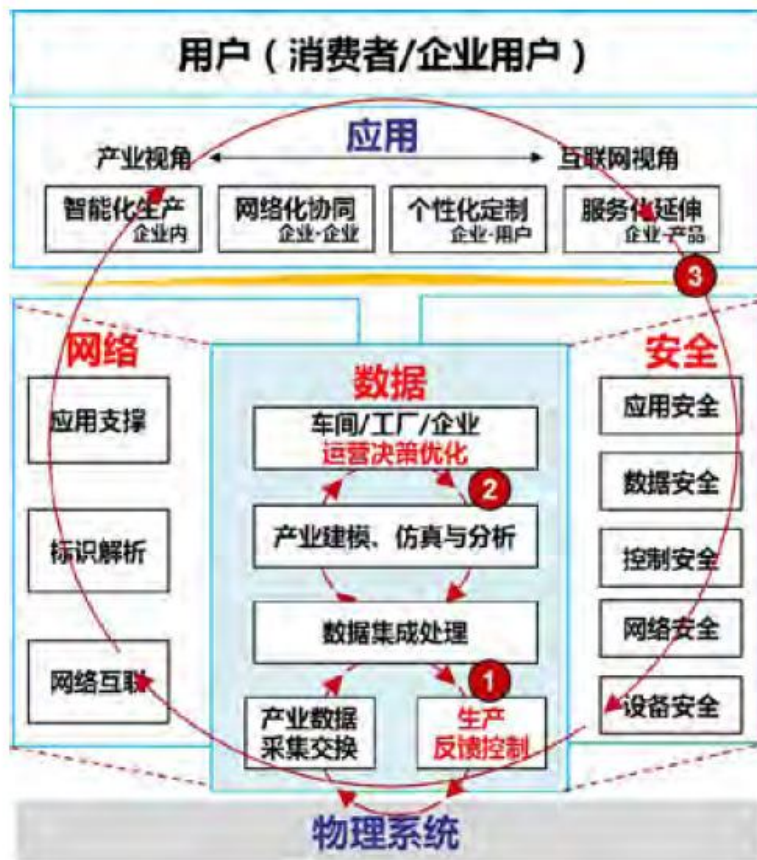 用户（消费者/企业用户）
应用
产业视角
互联网视角
智能化生产
企业内
网络化协同
企业-企业
个性化定制
企业-用户
服务化延伸
企业-产品
3
网络
应用支撑
标识解析
网络互联
数据
车间/工厂/企业
运营决策优化
2
产业建模、仿真与分析
数据集成处理
1
产业数据
采集交换
生产
反馈控制
安全
应用安全
数据安全
控制安全
网络安全
设备安全
物理系统